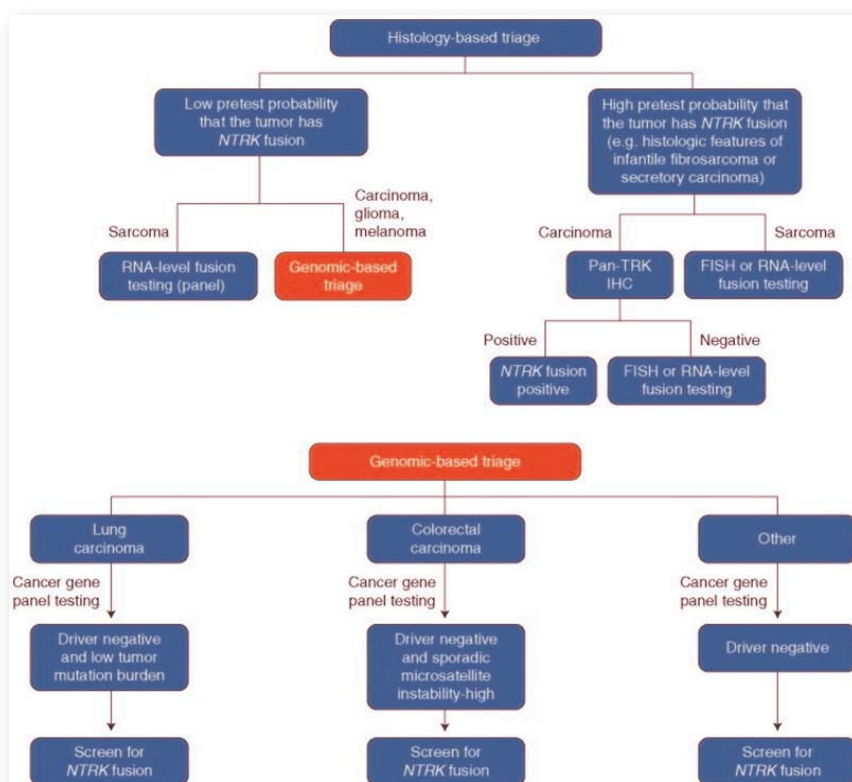 Histology-based triage
Low pretest probability
that the tumor has
NTRK fusion
High pretest probability that
the tumor has NTRK fusion
(e.g. histologic features of
infantile fibrosarcoma or
secretory carcinoma)
Sarcoma
Carcinoma,
glioma,
melanoma
Carcinoma
Sarcoma
RNA-level fusion
testing (panel)
Genomic-based
triage
Pan-TRK
IHC
FISH or RNA-level
fusion testing
Positive
Negative
NTRK fusion
positive
FISH or RNA-level
fusion testing
Genomic-based triage
Lung
carcinoma
Colorectal
carcinoma
Other
Cancer gene
panel testing
Cancer gene
panel testing
Cancer gene
panel testing
Driver negative
and low tumor
mutation burden
Driver negative
and sporadic
microsatellite
instability-high
Driver negative
Screen for
NTRK fusion
Screen for
NTRK fusion
Screen for
NTRK fusion